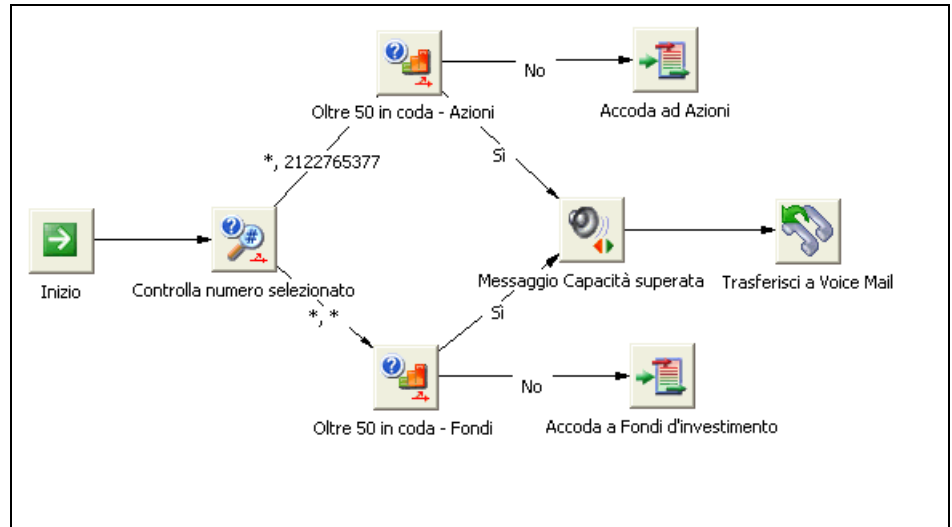 Oltre 50 in coda - Azioni
No
Accoda ad Azioni
*, 2122765377
Sì
Inizio
Controlla numero selezionato
Messaggio Capacità superata
Trasferisci a Voice Mail
*, *
Sì
Oltre 50 in coda - Fondi
No
Accoda a Fondi d'investimento